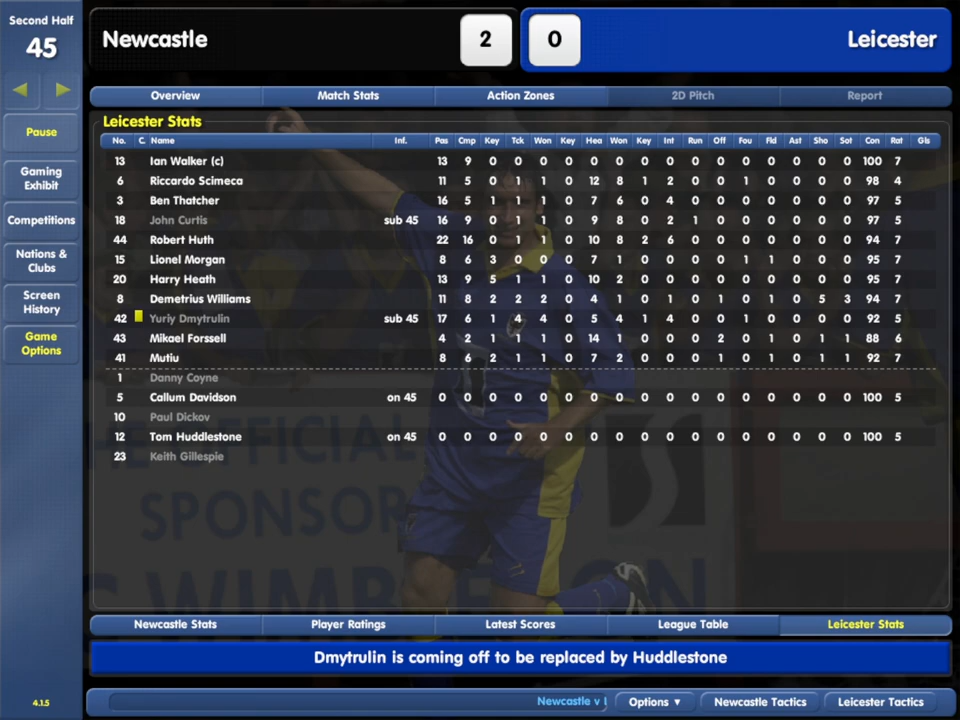 Second Half
45
Newcastle
2
0
Leicester
Overview
Match Stats
Action Zones
2D Pitch
Report
Pause
Gaming
Exhibit
Competitions
Nations &
Clubs
Screen
History
Game
Options
Leicester Stats
No. C. Name Inf. Pas Cmp Key Tck Won Key Hea Won Key Int Run Off Fou Fld Ast Sho Sot Con Rat Gls
13 Ian Walker (c) 13 9 0 0 0 0 0 0 0 0 0 0 0 0 0 0 0 100 7
6 Riccardo Scimeca 11 5 0 1 1 0 12 8 1 2 0 0 1 0 0 0 0 98 4
3 Ben Thatcher 16 5 1 1 1 0 7 6 0 4 0 0 0 0 0 0 0 97 5
18 John Curtis sub 45 16 9 0 1 1 0 9 8 0 2 1 0 0 0 0 0 0 97 5
44 Robert Huth 22 16 0 1 1 0 10 8 2 6 0 0 0 0 0 0 0 94 7
15 Lionel Morgan 8 6 3 0 0 0 7 1 0 0 0 0 1 1 0 0 0 95 7
20 Harry Heath 13 9 5 1 1 0 10 2 0 0 0 0 0 0 0 0 0 95 7
8 Demetrius Williams 11 8 2 2 2 0 4 1 0 1 0 1 0 1 0 5 3 94 7
42 Yuriy Dmytrulin sub 45 17 6 1 4 4 0 5 4 1 4 0 0 1 0 0 0 0 92 5
43 Mikael Forssell 4 2 1 1 1 0 14 1 0 0 0 2 0 1 0 1 1 88 6
41 Mutiu 8 6 2 1 1 0 7 2 0 0 0 1 0 1 0 1 1 92 7
1 Danny Coyne
5 Callum Davidson on 45 0 0 0 0 0 0 0 0 0 0 0 0 0 0 0 0 0 100 5
10 Paul Dickov
12 Tom Huddlestone on 45 0 0 0 0 0 0 0 0 0 0 0 0 0 0 0 0 0 100 5
23 Keith Gillespie
THE OFFICIAL
SPONSOR
WIMBLEDON
Newcastle Stats
Player Ratings
Latest Scores
League Table
Leicester Stats
Dmytrulin is coming off to be replaced by Huddlestone
4.1.5
Newcastle v
Options ▼
Newcastle Tactics
Leicester Tactics